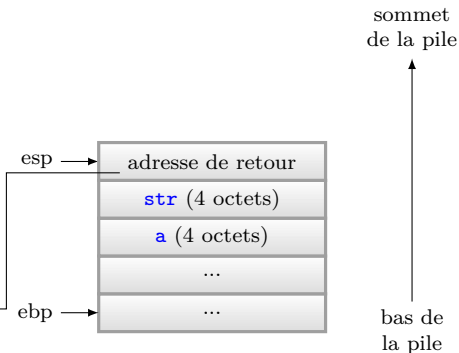 sommet
de la pile
esp
adresse de retour
str (4 octets)
a (4 octets)
...
ebp
...
bas de
la pile